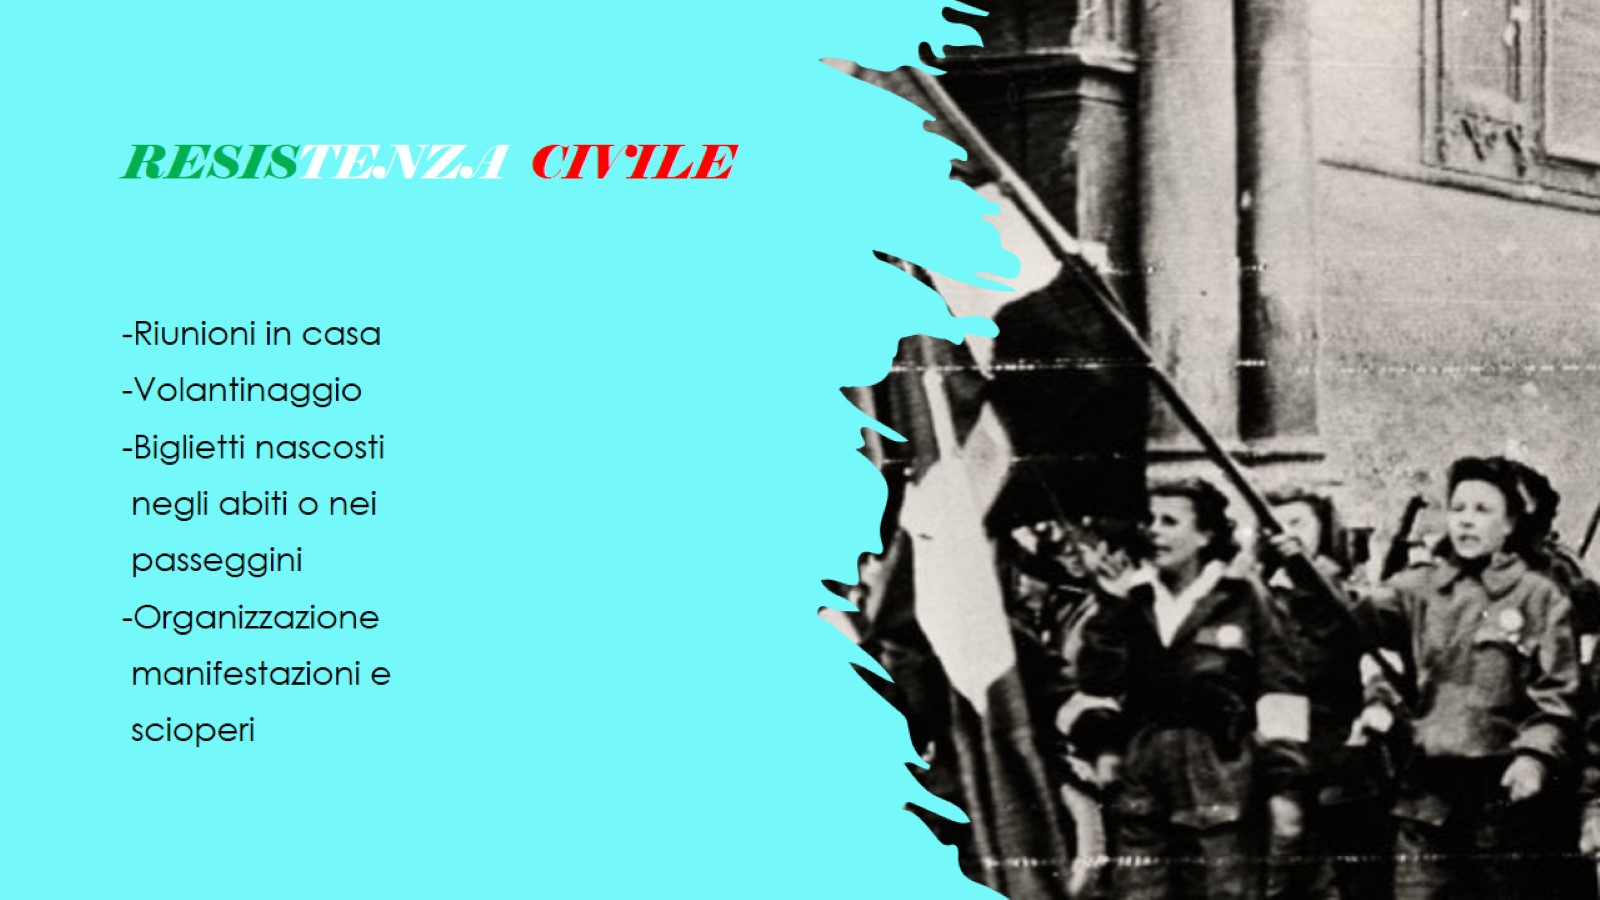 RESISTENZA CIVILE
-Riunioni in casa
-Volantinaggio
-Biglietti nascosti
negli abiti o nei
passeggini
-Organizzazione
manifestazioni e
scioperi